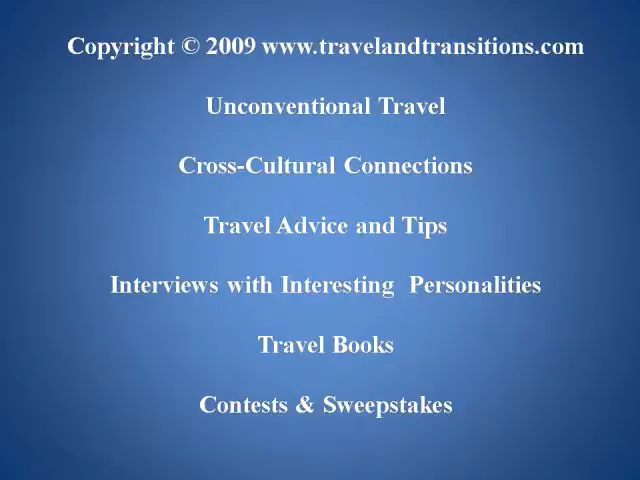 Copyright © 2009 www.travelandtransitions.com
Unconventional Travel
Cross-Cultural Connections
Travel Advice and Tips
Interviews with Interesting  Personalities
Travel Books
Contests & Sweepstakes